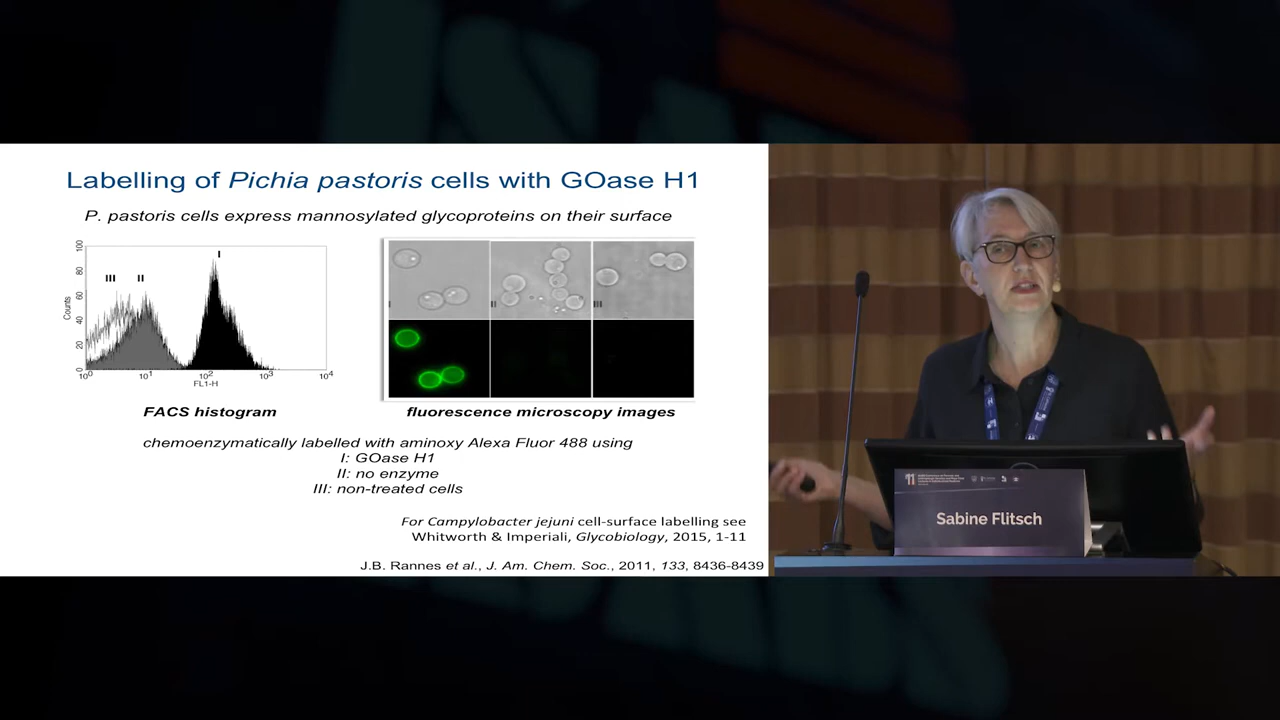 Labelling of Pichia pastoris cells with GOase H1
P. pastoris cells express mannosylated glycoproteins on their surface
100
80
60
40
20
0
Counts
III
II
I
10^0
10^1
10^2
10^3
10^4
FL1-H
I
II
III
FACS histogram
fluorescence microscopy images
chemoenzymatically labelled with aminoxy Alexa Fluor 488 using
I: GOase H1
II: no enzyme
III: non-treated cells
For Campylobacter jejuni cell-surface labelling see
Whitworth & Imperiali, Glycobiology, 2015, 1-11
J.B. Rannes et al., J. Am. Chem. Soc., 2011, 133, 8436-8439
11
Sabine Flitsch